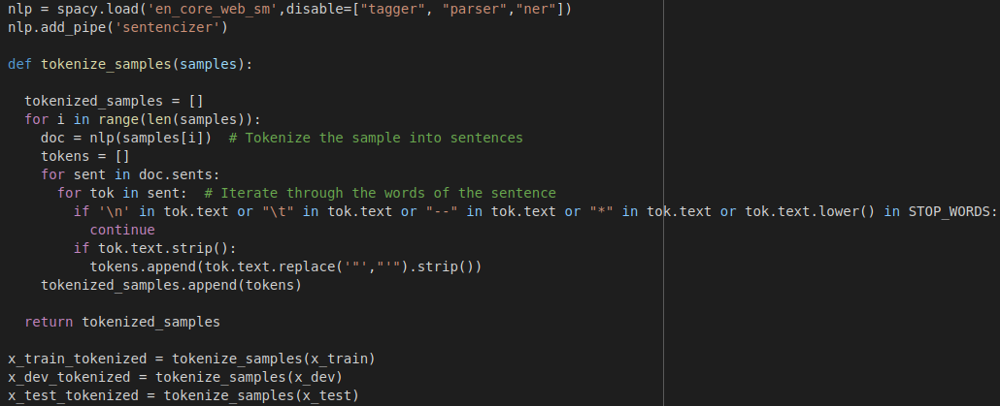 nlp = spacy.load('en_core_web_sm',disable=["tagger", "parser","ner"])
nlp.add_pipe('sentencizer')

def tokenize_samples(samples):

  tokenized_samples = []
  for i in range(len(samples)):
    doc = nlp(samples[i])  # Tokenize the sample into sentences
    tokens = []
    for sent in doc.sents:
      for tok in sent:  # Iterate through the words of the sentence
        if '\n' in tok.text or "\t" in tok.text or "--" in tok.text or "*" in tok.text or tok.text.lower() in STOP_WORDS:
          continue
        if tok.text.strip():
          tokens.append(tok.text.replace('"',"'").strip())
    tokenized_samples.append(tokens)

  return tokenized_samples

x_train_tokenized = tokenize_samples(x_train)
x_dev_tokenized = tokenize_samples(x_dev)
x_test_tokenized = tokenize_samples(x_test)